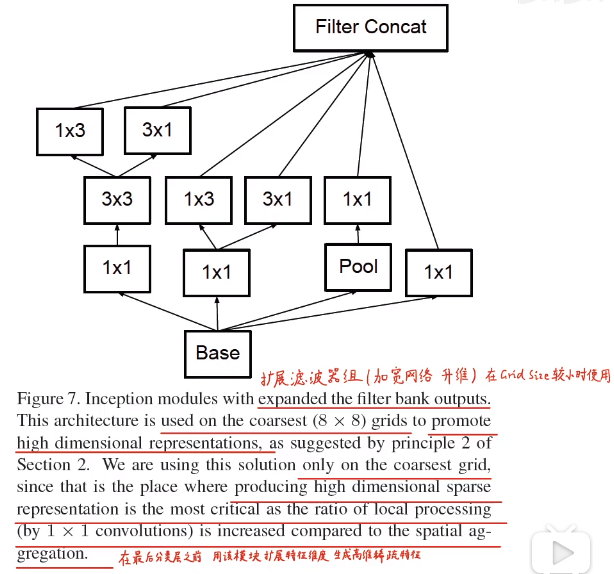 Filter Concat
1x3
3x1
3x3
1x3
3x1
1x1
1x1
1x1
Pool
1x1
Base
扩展滤波器组(加宽网络 升维) 在Grid Size较小时使用
Figure 7. Inception modules with expanded the filter bank outputs.
This architecture is used on the coarsest (8 × 8) grids to promote
high dimensional representations, as suggested by principle 2 of
Section 2. We are using this solution only on the coarsest grid,
since that is the place where producing high dimensional sparse
representation is the most critical as the ratio of local processing
(by 1 × 1 convolutions) is increased compared to the spatial ag-
gregation.
在最后分类层之前 用该模块扩展特征维度 生成高维稀疏特征